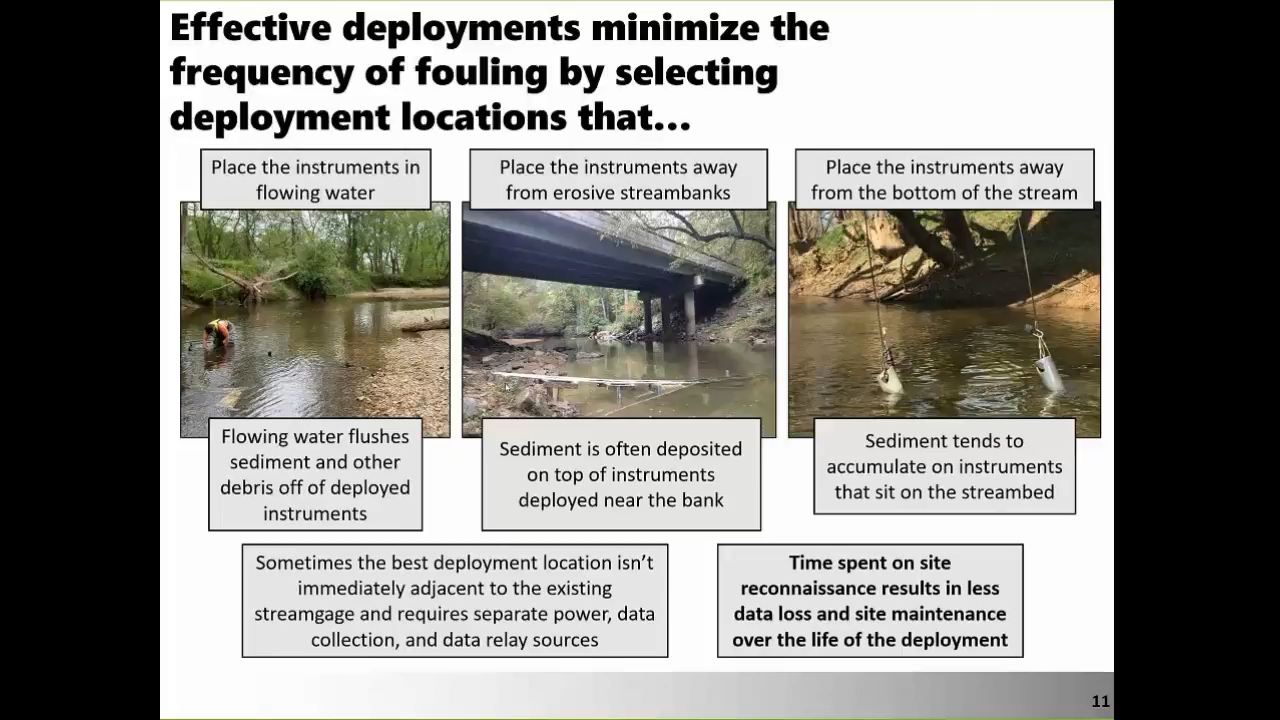 Effective deployments minimize the
frequency of fouling by selecting
deployment locations that...
Place the instruments in
flowing water
Place the instruments away
from erosive streambanks
Place the instruments away
from the bottom of the stream
Flowing water flushes
sediment and other
debris off of deployed
instruments
Sediment is often deposited
on top of instruments
deployed near the bank
Sediment tends to
accumulate on instruments
that sit on the streambed
Sometimes the best deployment location isn't
immediately adjacent to the existing
streamgage and requires separate power, data
collection, and data relay sources
Time spent on site
reconnaissance results in less
data loss and site maintenance
over the life of the deployment
11